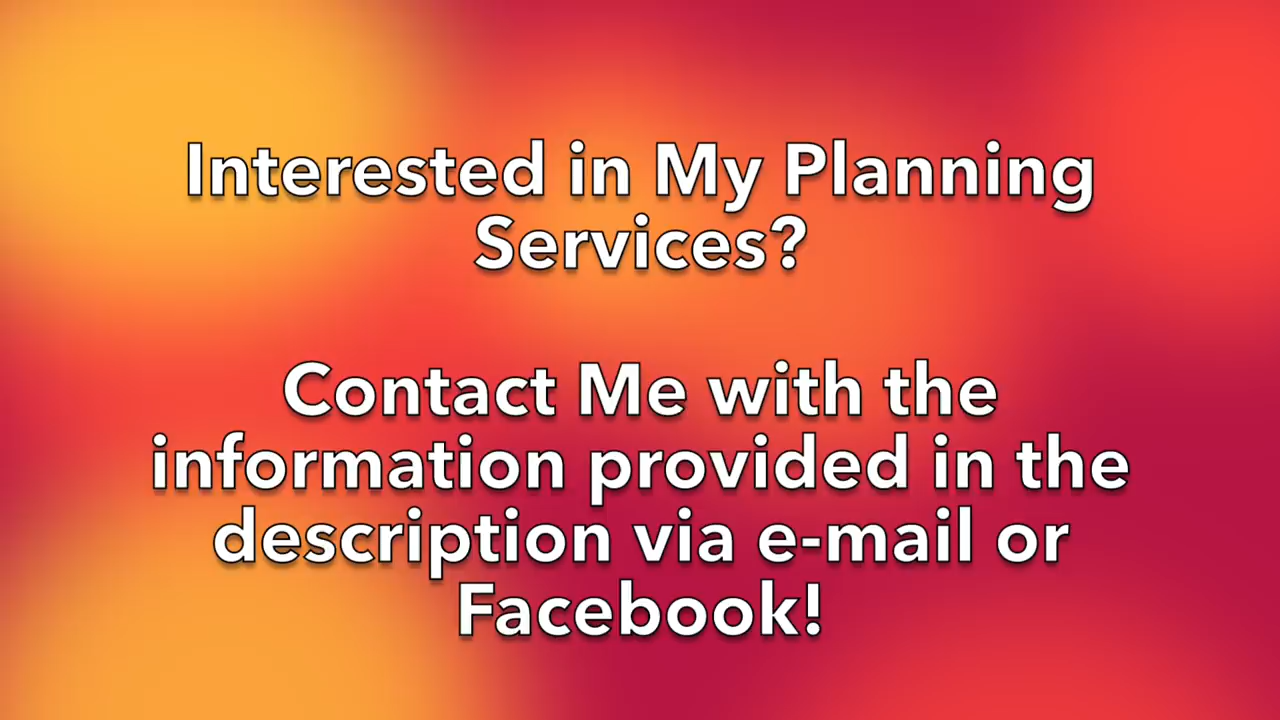 Interested in My Planning
Services?
Contact Me with the
information provided in the
description via e-mail or
Facebook!